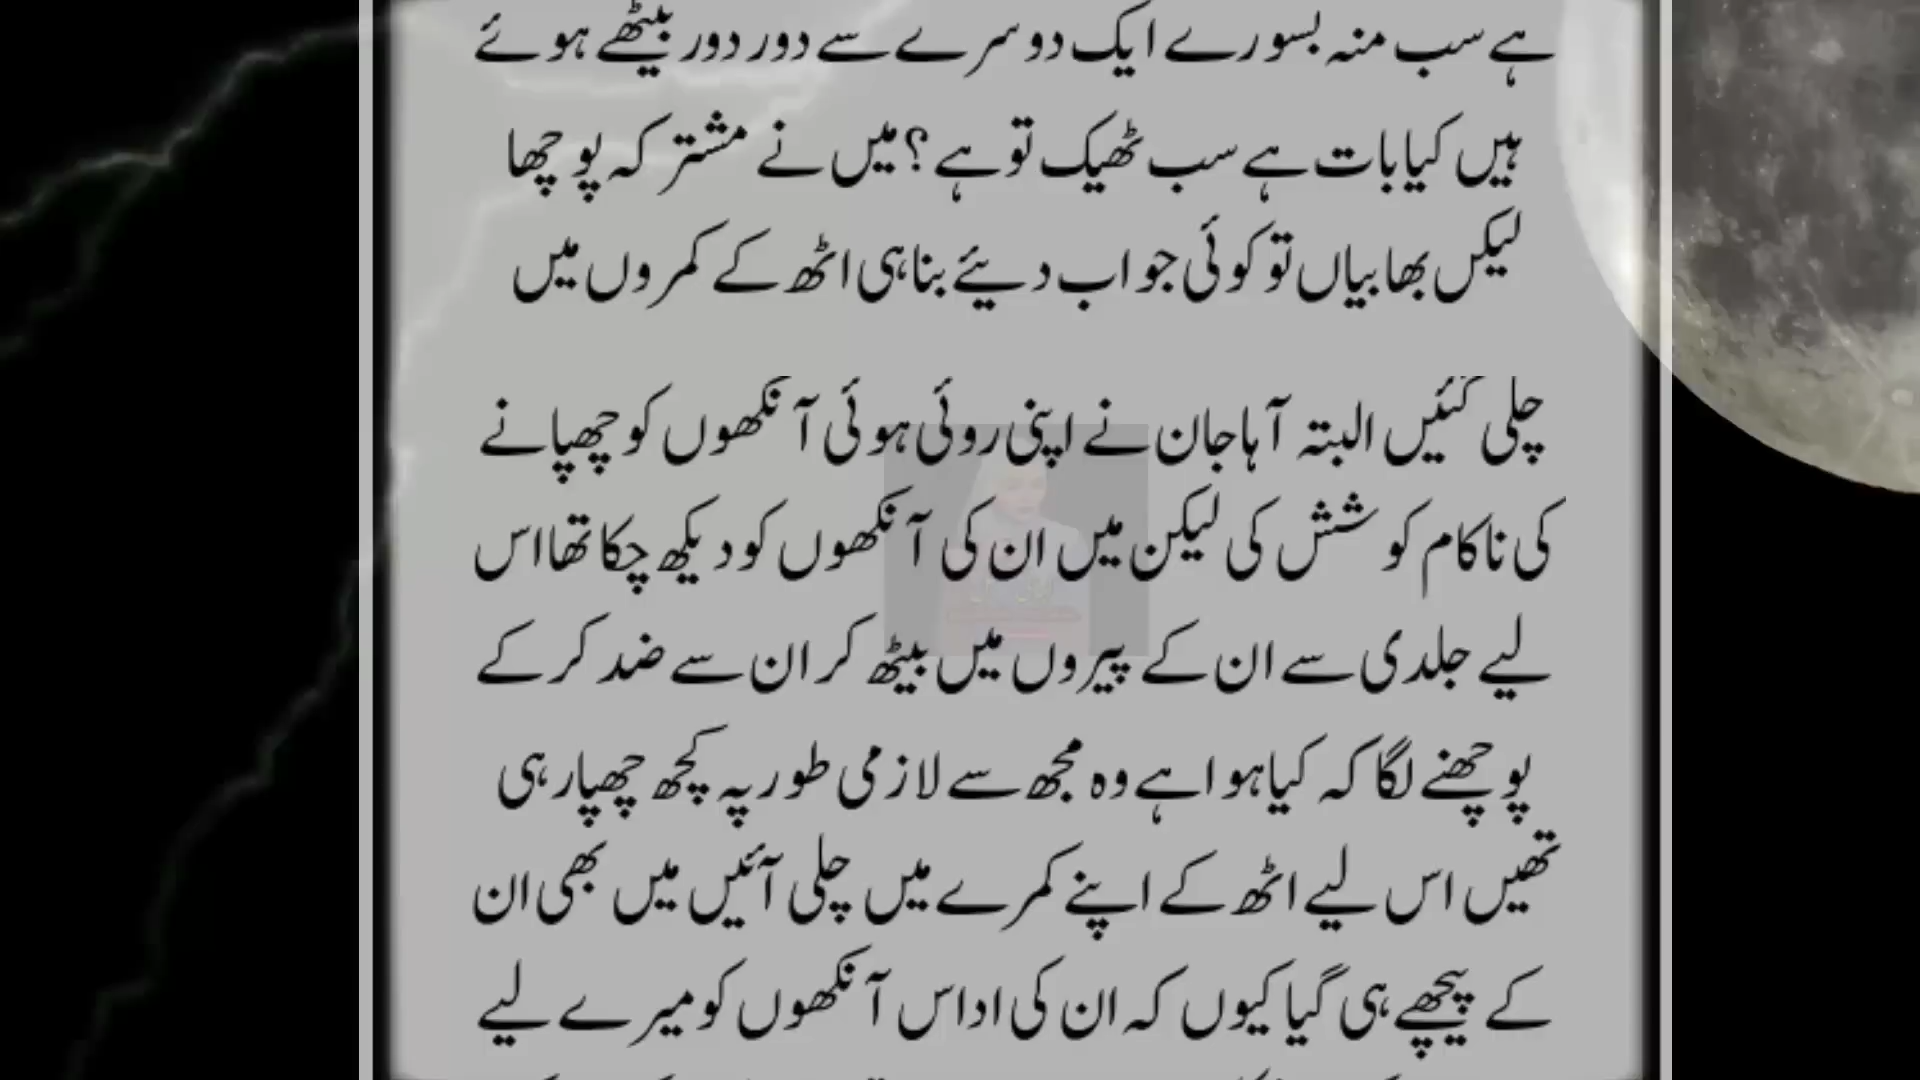 ہے سب منہ بسورے ایک دوسرے سے دور دور بیٹھے ہوئے
ہیں کیا بات ہے سب ٹھیک تو ہے ؟ میں نے مشترکہ پوچھا
لیکن بھابیاں تو کوئی جواب دیئے بنا ہی اٹھ کے کمروں میں
چلی گئیں البتہ آہا جان نے اپنی روئی ہوئی آنکھوں کو چھپانے
کی ناکام کوشش کی لیکن میں ان کی آنکھوں کو دیکھ چکا تھا اس
لیے جلدی سے ان کے پیروں میں بیٹھ کر ان سے ضد کر کے
پوچھنے لگا کہ کیا ہوا ہے وہ مجھ سے لازمی طور پہ کچھ چھپا رہی
تھیں اس لیے اٹھ کے اپنے کمرے میں چلی آئیں میں بھی ان
کے پیچھے ہی گیا کیوں کہ ان کی اداس آنکھوں کو میرے لیے